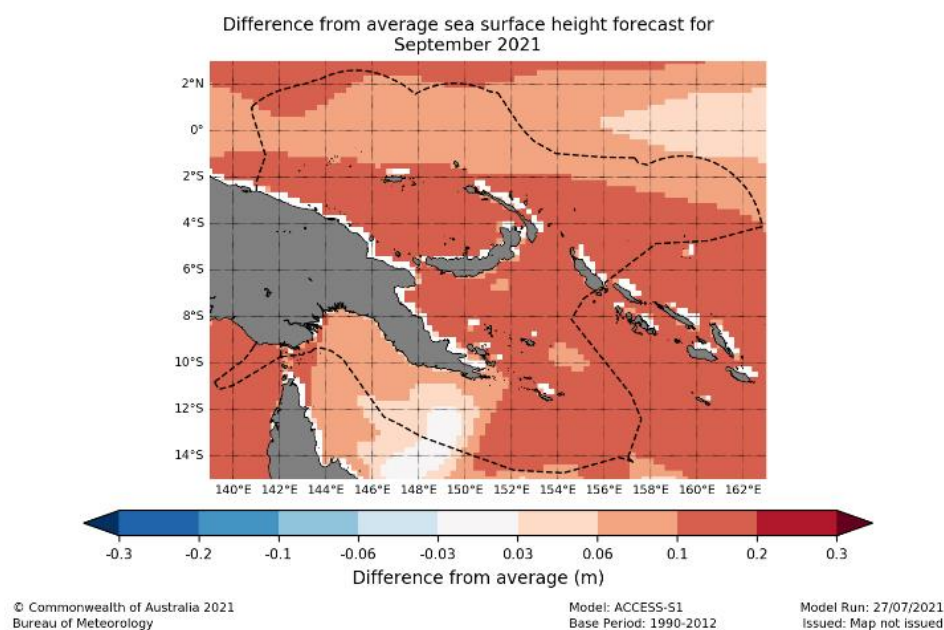 Difference from average sea surface height forecast for
September 2021
2°N
0°
2°S
4°S
6°S
8°S
10°S
12°S
14°S
140°E 142°E 144°E 146°E 148°E 150°E 152°E 154°E 156°E 158°E 160°E 162°E
-0.3 -0.2 -0.1 -0.06 -0.03 0.03 0.06 0.1 0.2 0.3
Difference from average (m)
© Commonwealth of Australia 2021 Model: ACCESS-S1 Model Run: 27/07/2021
Bureau of Meteorology Base Period: 1990-2012 Issued: Map not issued